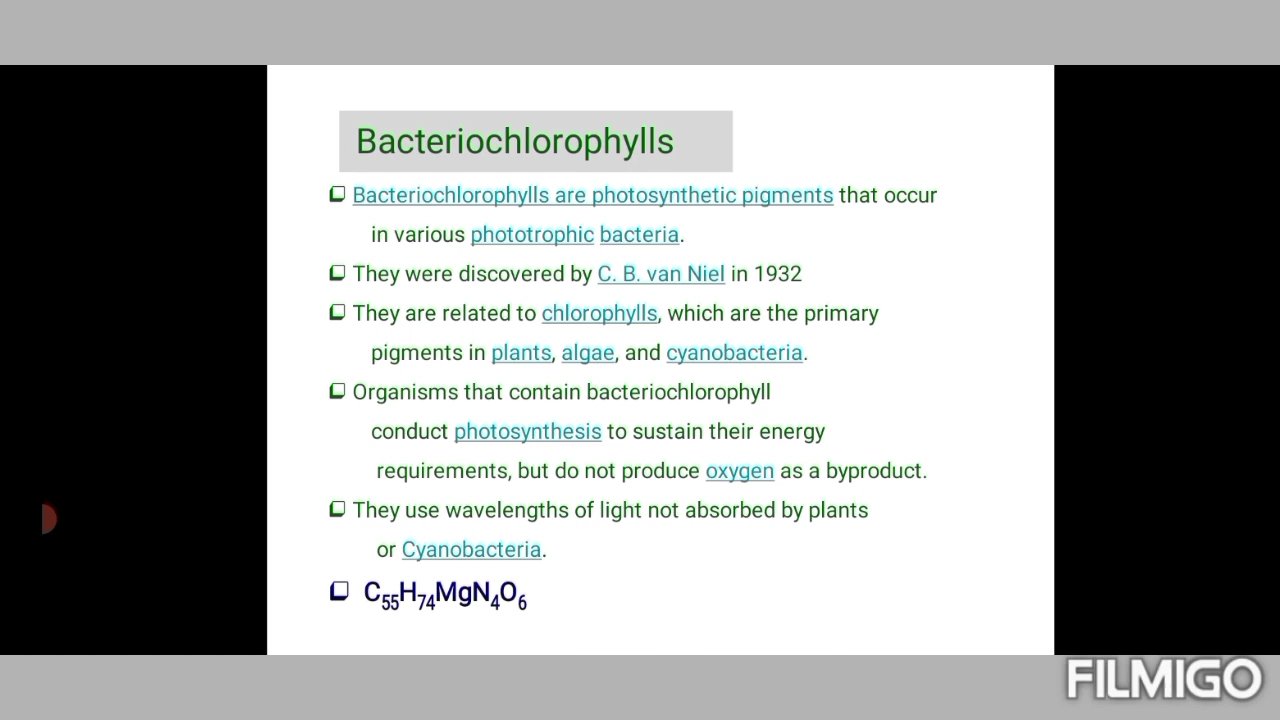 Bacteriochlorophylls
Bacteriochlorophylls are photosynthetic pigments that occur
in various phototrophic bacteria.
They were discovered by C. B. van Niel in 1932
They are related to chlorophylls, which are the primary
pigments in plants, algae, and cyanobacteria.
Organisms that contain bacteriochlorophyll
conduct photosynthesis to sustain their energy
requirements, but do not produce oxygen as a byproduct.
They use wavelengths of light not absorbed by plants
or Cyanobacteria.
C₅₅H₇₄MgN₄O₆
FILMIGO